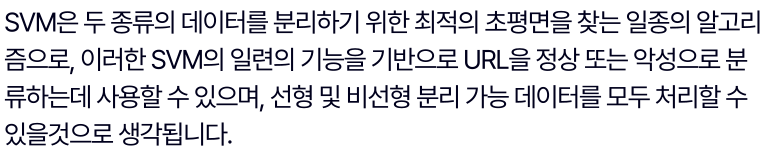 SVM은 두 종류의 데이터를 분리하기 위한 최적의 초평면을 찾는 일종의 알고리
즘으로, 이러한 SVM의 일련의 기능을 기반으로 URL을 정상 또는 악성으로 분
류하는데 사용할 수 있으며, 선형 및 비선형 분리 가능 데이터를 모두 처리할 수
있을것으로 생각됩니다.